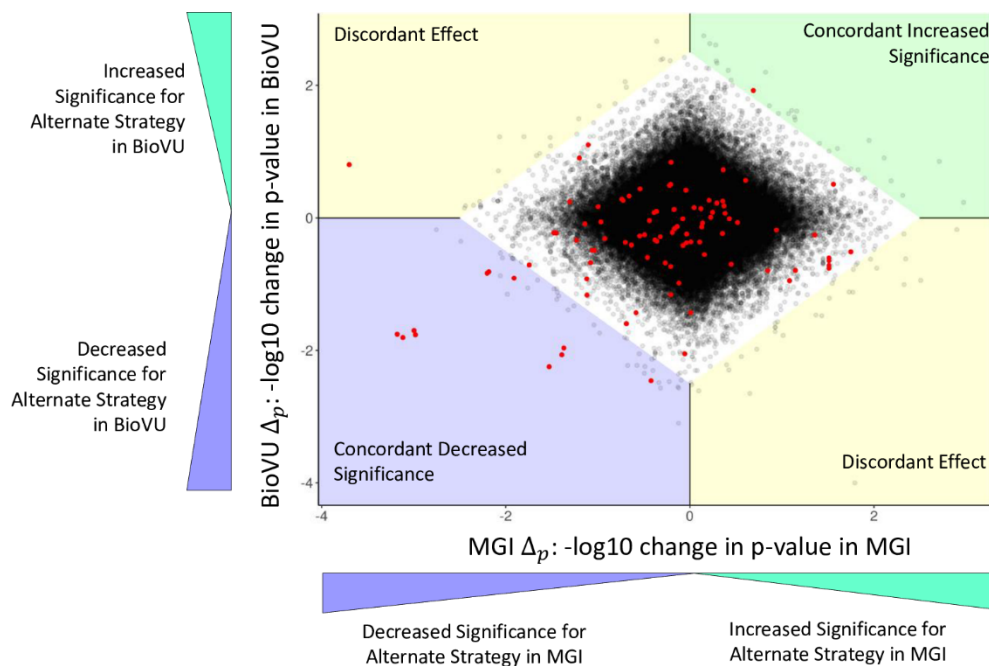 Discordant Effect
Concordant Increased
Significance
Increased
Significance for
Alternate Strategy
in BioVU
Decreased
Significance for
Alternate Strategy
in BioVU
BioVU Δp: -log10 change in p-value in BioVU
2
0
-2
-4
Concordant Decreased
Significance
Discordant Effect
-4
-2
0
2
MGI Δp: -log10 change in p-value in MGI
Decreased Significance for
Alternate Strategy in MGI
Increased Significance for
Alternate Strategy in MGI